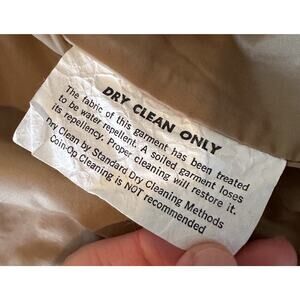 DRY CLEAN ONLY
The fabric of this garment has been treated
to be water repellent. A soiled garment loses
its repellency. Proper cleaning will restore it.
Dry Clean by Standard Dry Cleaning Methods
Coin-Op Cleaning is NOT recommended